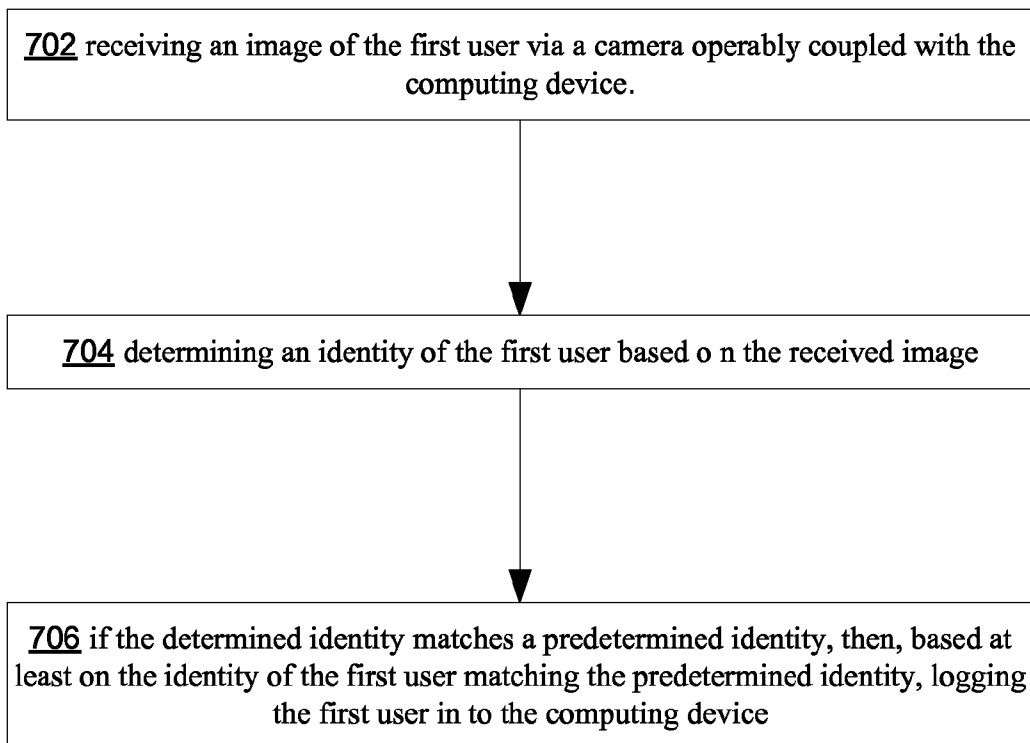 702 receiving an image of the first user via a camera operably coupled with the
computing device.
704 determining an identity of the first user based o n the received image
706 if the determined identity matches a predetermined identity, then, based at
least on the identity of the first user matching the predetermined identity, logging
the first user in to the computing device